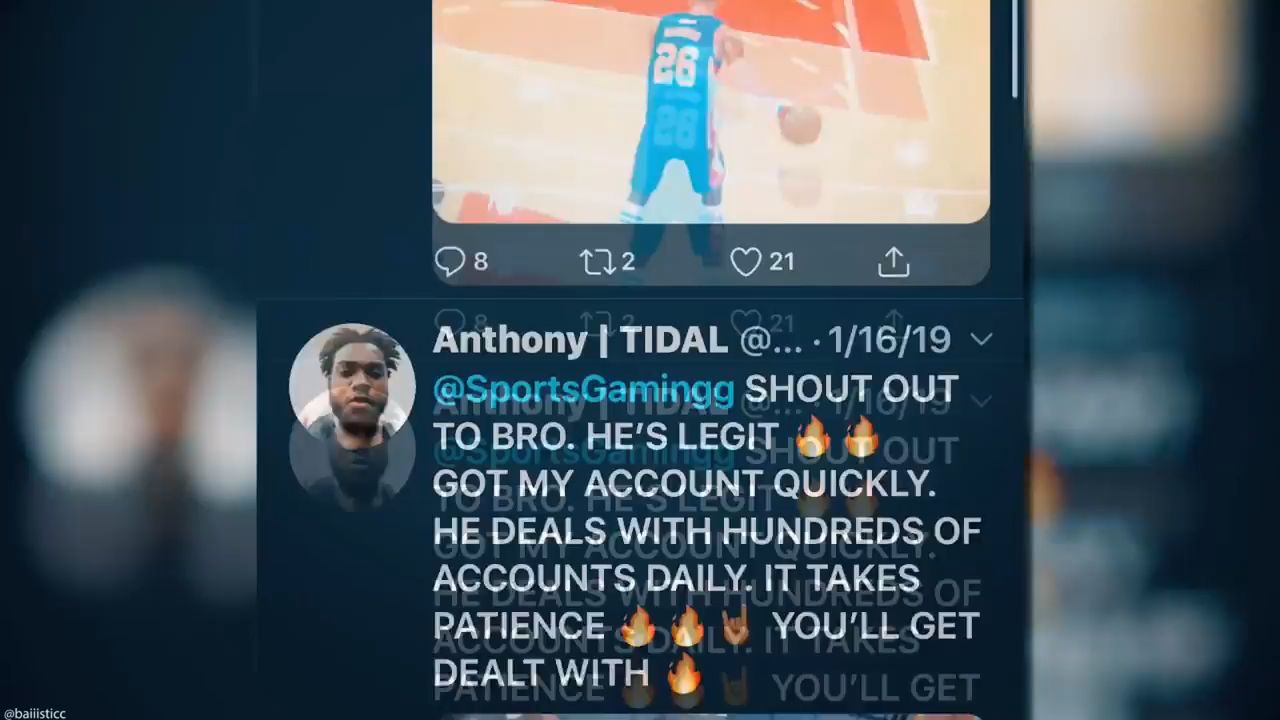 26
8 2 21
Anthony | TIDAL @... · 1/16/19
@SportsGamingg SHOUT OUT
TO BRO. HE’S LEGIT 🔥 🔥
GOT MY ACCOUNT QUICKLY.
HE DEALS WITH HUNDREDS OF
ACCOUNTS DAILY. IT TAKES
PATIENCE 🔥 🔥 🤘🏾 YOU’LL GET
DEALT WITH 🔥
@baiiisticc